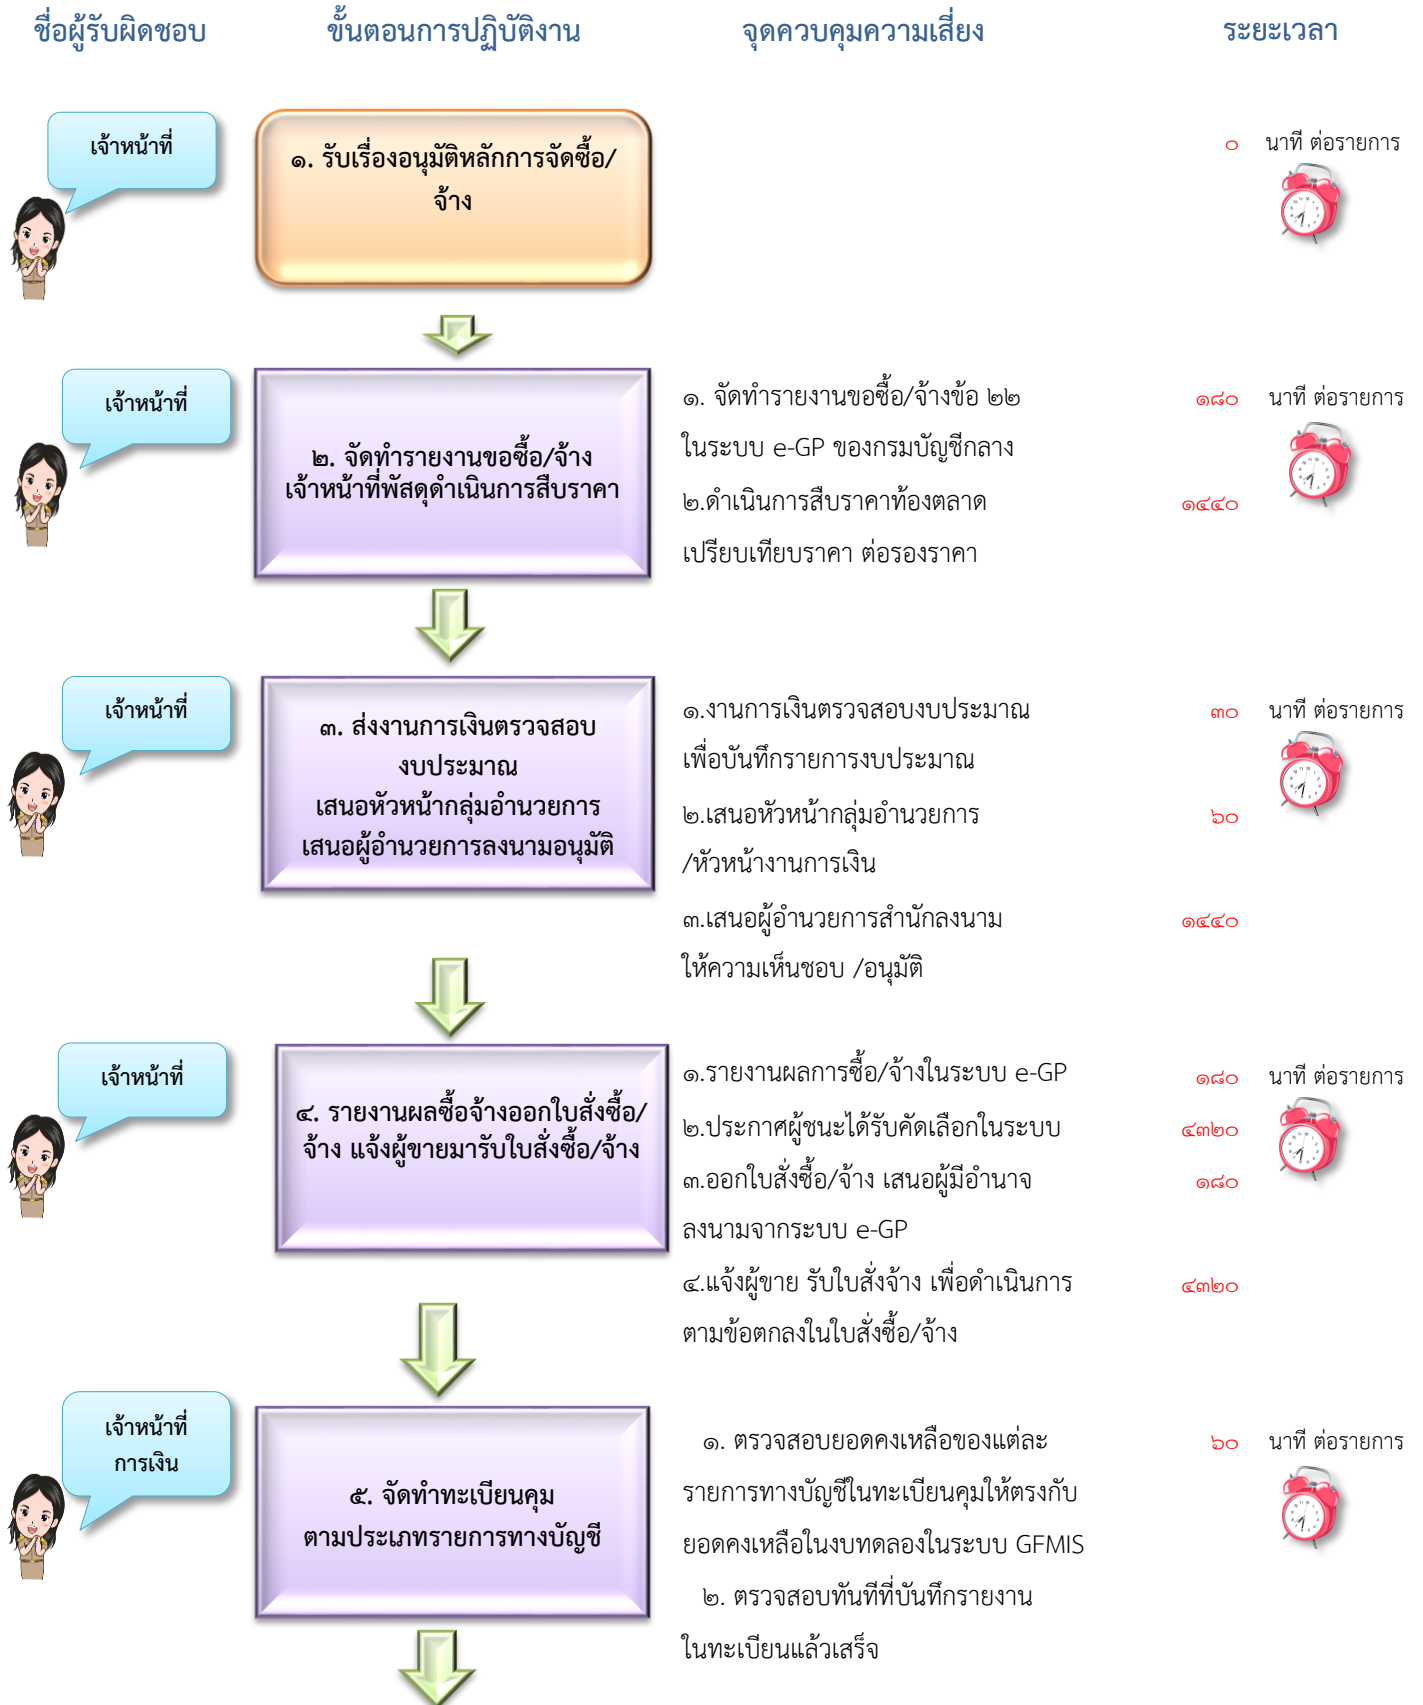 ชื่อผู้รับผิดชอบ ขั้นตอนการปฏิบัติงาน จุดควบคุมความเสี่ยง ระยะเวลา
เจ้าหน้าที่
๑. รับเรื่องอนุมัติหลักการจัดซื้อ/
จ้าง
๐ นาที ต่อรายการ
เจ้าหน้าที่
๒. จัดทำรายงานขอซื้อ/จ้าง
เจ้าหน้าที่พัสดุดำเนินการสืบราคา
๑. จัดทำรายงานขอซื้อ/จ้างข้อ ๒๒ ๑๘๐ นาที ต่อรายการ
ในระบบ e-GP ของกรมบัญชีกลาง
๒.ดำเนินการสืบราคาท้องตลาด ๑๔๔๐
เปรียบเทียบราคา ต่อรองราคา
เจ้าหน้าที่
๓. ส่งงานการเงินตรวจสอบ
งบประมาณ
เสนอหัวหน้ากลุ่มอำนวยการ
เสนอผู้อำนวยการลงนามอนุมัติ
๑.งานการเงินตรวจสอบงบประมาณ ๓๐ นาที ต่อรายการ
เพื่อบันทึกรายการงบประมาณ
๒.เสนอหัวหน้ากลุ่มอำนวยการ ๖๐
/หัวหน้างานการเงิน
๓.เสนอผู้อำนวยการสำนักลงนาม ๑๔๔๐
ให้ความเห็นชอบ /อนุมัติ
เจ้าหน้าที่
๔. รายงานผลซื้อจ้างออกใบสั่งซื้อ/
จ้าง แจ้งผู้ขายมารับใบสั่งซื้อ/จ้าง
๑.รายงานผลการซื้อ/จ้างในระบบ e-GP ๑๘๐ นาที ต่อรายการ
๒.ประกาศผู้ชนะได้รับคัดเลือกในระบบ ๔๓๒๐
๓.ออกใบสั่งซื้อ/จ้าง เสนอผู้มีอำนาจ ๑๘๐
ลงนามจากระบบ e-GP
๔.แจ้งผู้ขาย รับใบสั่งจ้าง เพื่อดำเนินการ ๔๓๒๐
ตามข้อตกลงในใบสั่งซื้อ/จ้าง
เจ้าหน้าที่
การเงิน
๕. จัดทำทะเบียนคุม
ตามประเภทรายการทางบัญชี
๑. ตรวจสอบยอดคงเหลือของแต่ละ ๖๐ นาที ต่อรายการ
รายการทางบัญชีในทะเบียนคุมให้ตรงกับ
ยอดคงเหลือในงบทดลองในระบบ GFMIS
๒. ตรวจสอบทันทีที่บันทึกรายงาน
ในทะเบียนแล้วเสร็จ